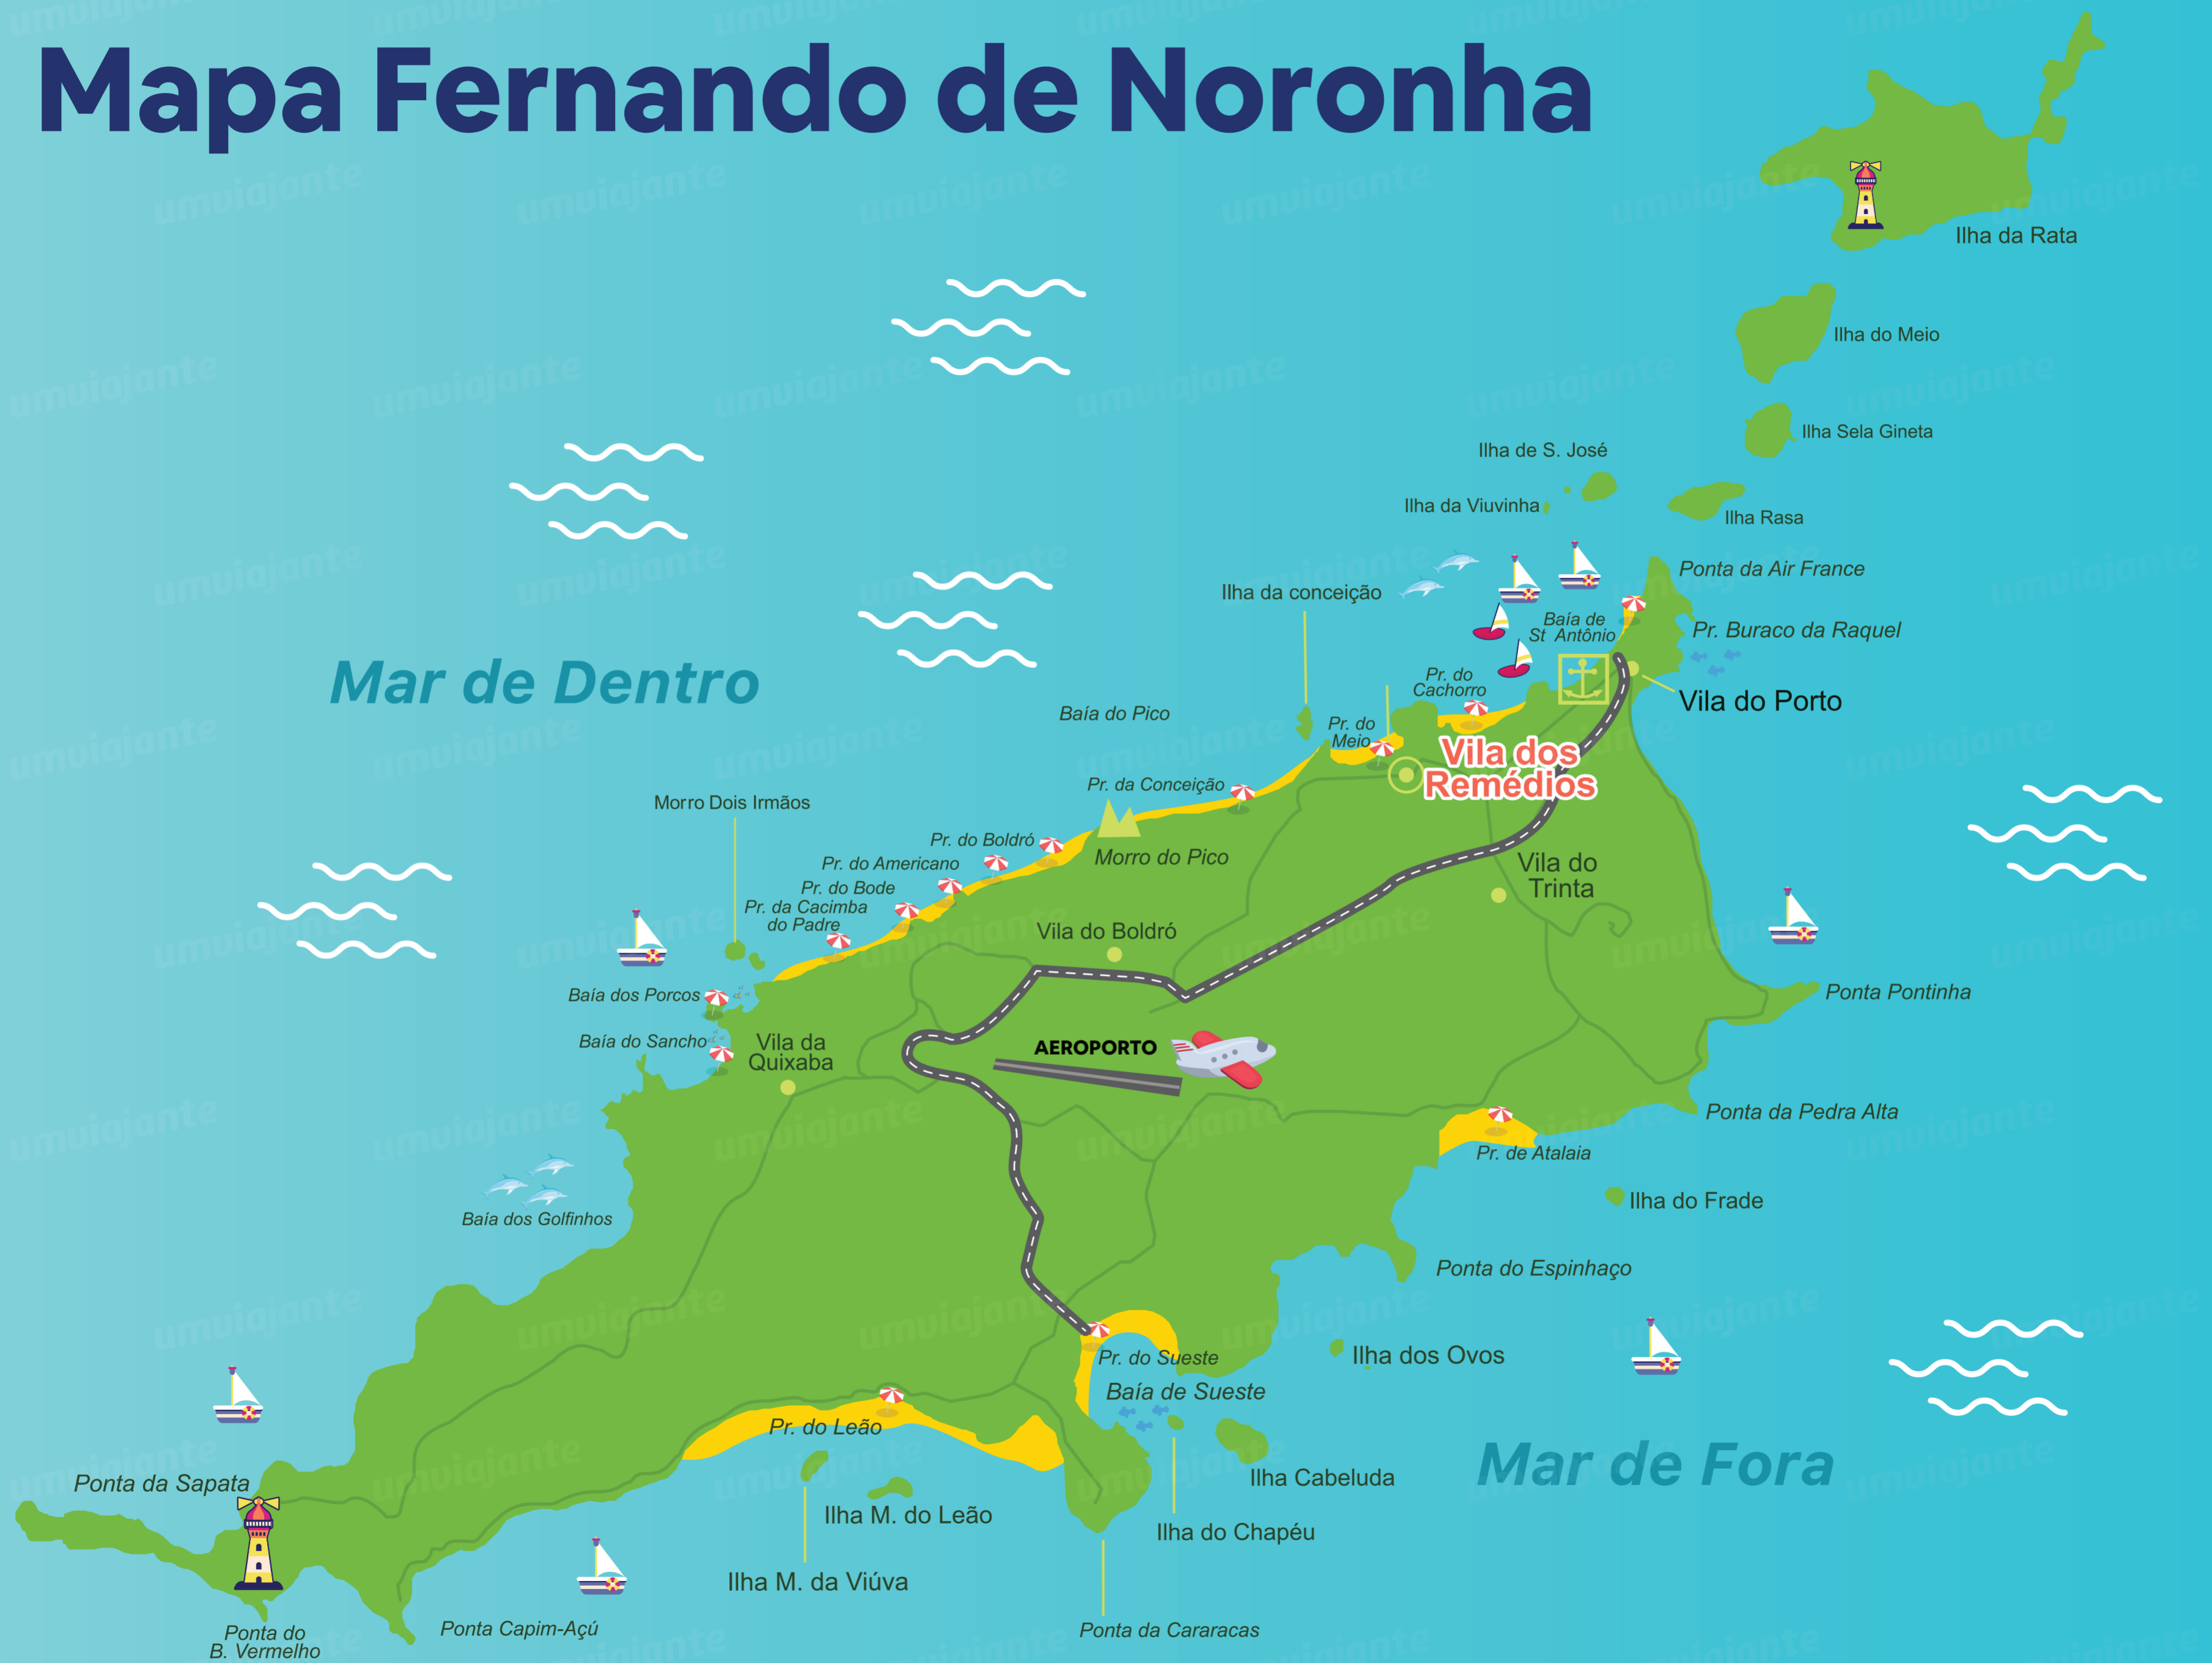 Mapa Fernando de Noronha
Ilha da Rata
Ilha do Meio
Ilha Sela Gineta
Ilha de S. José
Ilha da Viuvinha
Ilha Rasa
Ponta da Air France
Ilha da conceição
Baía de
St Antônio
Pr. Buraco da Raquel
Mar de Dentro
Pr. do
Cachorro
Vila do Porto
Baía do Pico
Pr. do
Meio
Vila dos
Remédios
Pr. da Conceição
Morro Dois Irmãos
Pr. do Boldró
Morro do Pico
Pr. do Americano
Vila do
Trinta
Pr. do Bode
Pr. da Cacimba
do Padre
Vila do Boldró
Baía dos Porcos
Ponta Pontinha
Baía do Sancho
Vila da
Quixaba
AEROPORTO
Ponta da Pedra Alta
Pr. de Atalaia
Ilha do Frade
Baía dos Golfinhos
Ponta do Espinhaço
Pr. do Sueste
Ilha dos Ovos
Baía de Sueste
Pr. do Leão
Mar de Fora
Ilha Cabeluda
Ponta da Sapata
Ilha M. do Leão
Ilha do Chapéu
Ilha M. da Viúva
Ponta Capim-Açú
Ponta da Cararacas
Ponta do
B. Vermelho
umviajante